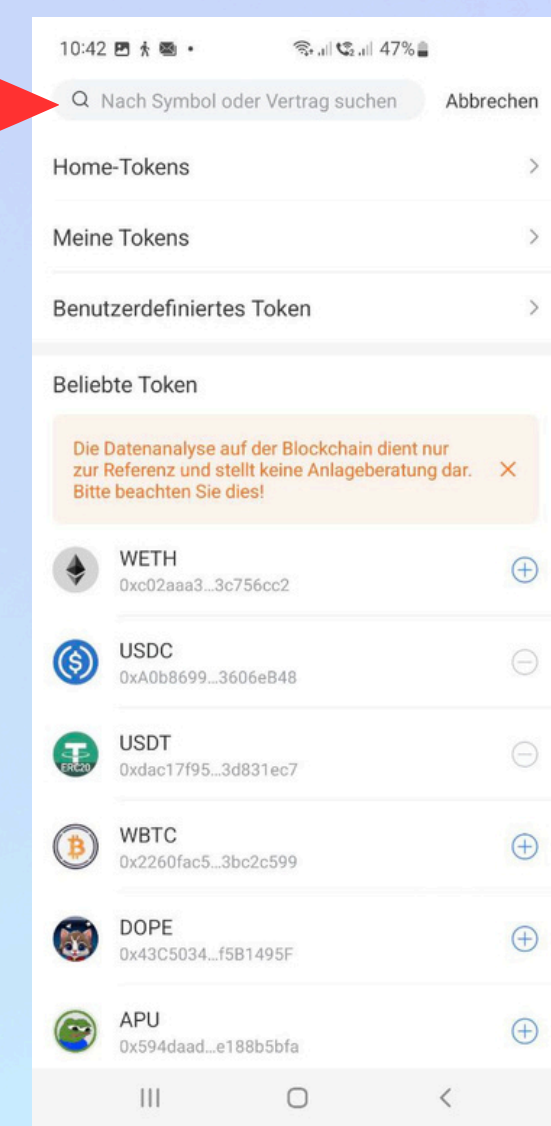 10:42
47%
Nach Symbol oder Vertrag suchen Abbrechen
Home-Tokens
Meine Tokens
Benutzerdefiniertes Token
Beliebte Token
Die Datenanalyse auf der Blockchain dient nur
zur Referenz und stellt keine Anlageberatung dar.
Bitte beachten Sie dies!
WETH
0xc02aaa3...3c756cc2
USDC
0xA0b8699...3606eB48
ERC20
USDT
0xdac17f95...3d831ec7
WBTC
0x2260fac5...3bc2c599
DOPE
0x43C5034...f5B1495F
APU
0x594daad...e188b5bfa